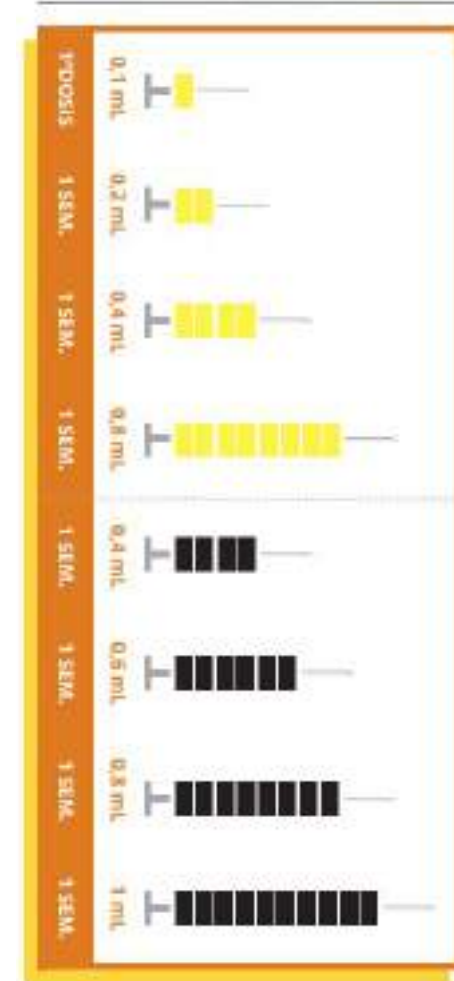 1ªDOSIS
0,1 mL
1 SEM.
0,2 mL
1 SEM.
0,4 mL
1 SEM.
0,8 mL
1 SEM.
0,4 mL
1 SEM.
0,6 mL
1 SEM.
0,8 mL
1 SEM.
1 mL